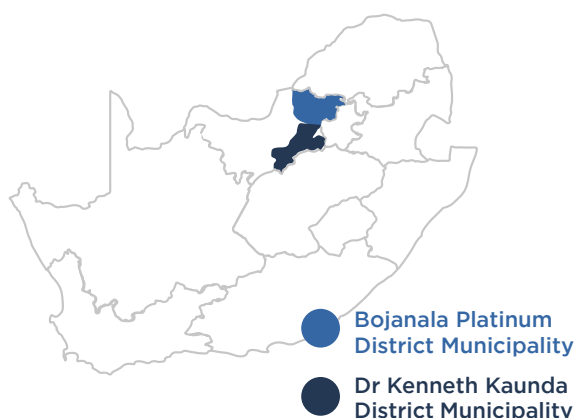 Bojanala Platinum
District Municipality
Dr Kenneth Kaunda
District Municipality